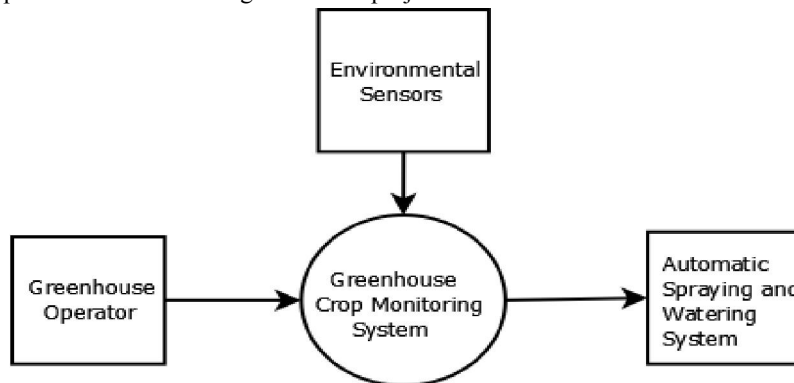 Environmental
Sensors
Greenhouse
Operator
Greenhouse
Crop Monitoring
System
Automatic
Spraying and
Watering
System